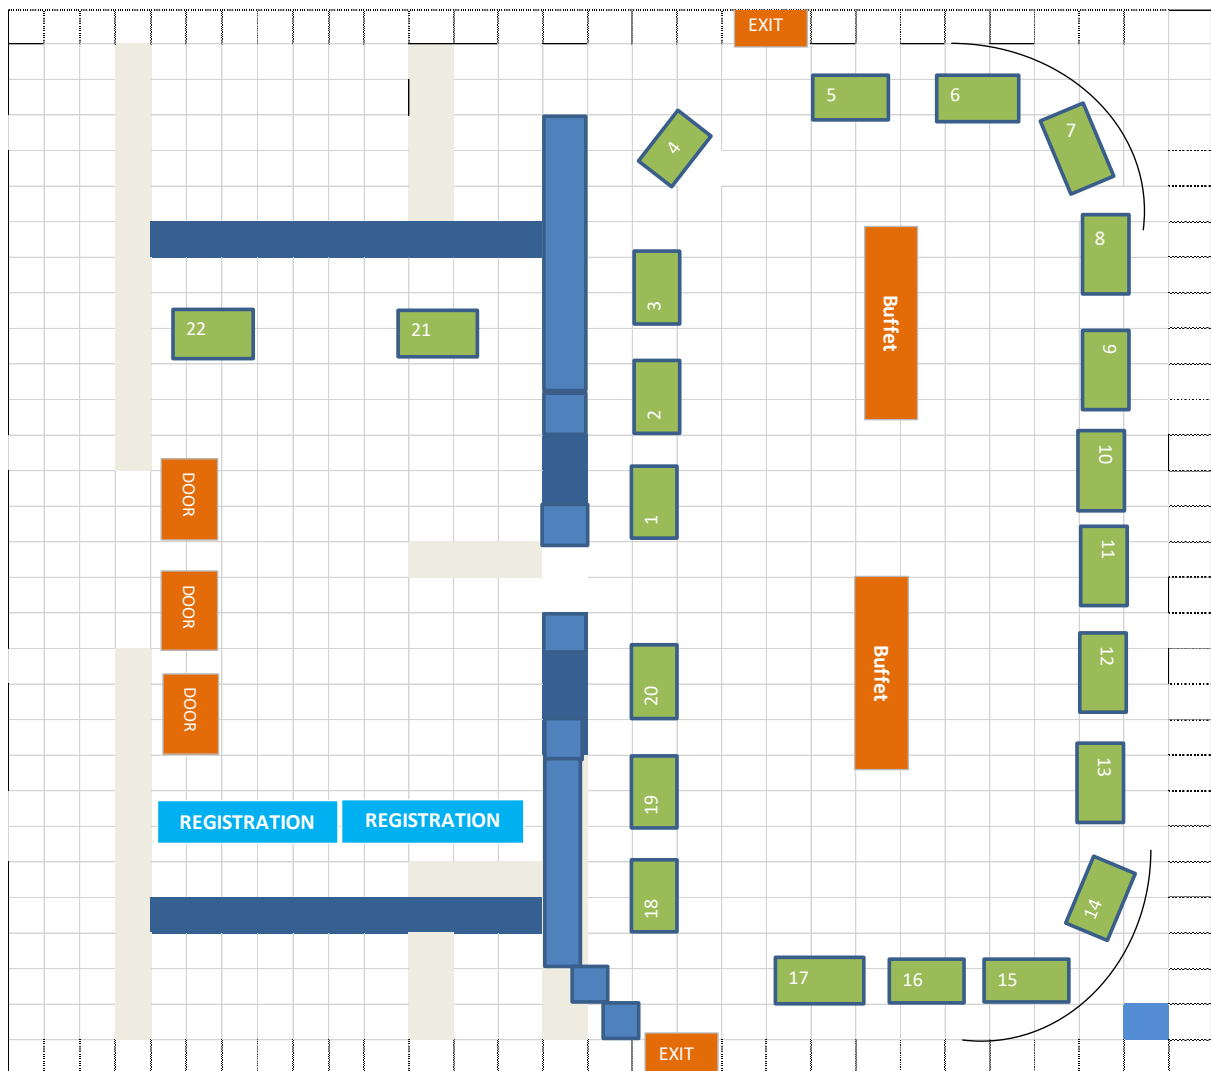 EXIT
5
6
7
4
8
3
Buffet
22
21
9
2
10
DOOR
1
11
DOOR
12
20
Buffet
DOOR
13
19
REGISTRATION
REGISTRATION
18
14
17
16
15
EXIT